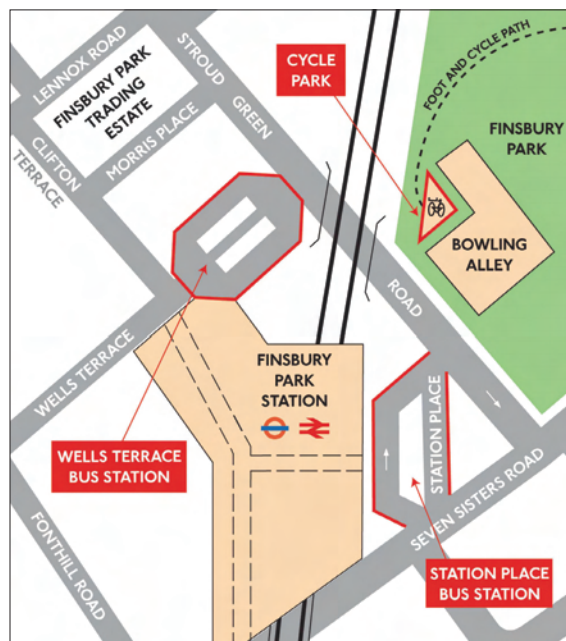 LENNOX ROAD
STROUD
GREEN
ROAD
CYCLE
PARK
FOOT AND CYCLE PATH
FINSBURY PARK
TRADING
ESTATE
MORRIS PLACE
CLIFTON
TERRACE
FINSBURY
PARK
BOWLING
ALLEY
WELLS TERRACE
FINSBURY
PARK
STATION
WELLS TERRACE
BUS STATION
STATION PLACE
SEVEN SISTERS ROAD
FONTHILL ROAD
STATION PLACE
BUS STATION